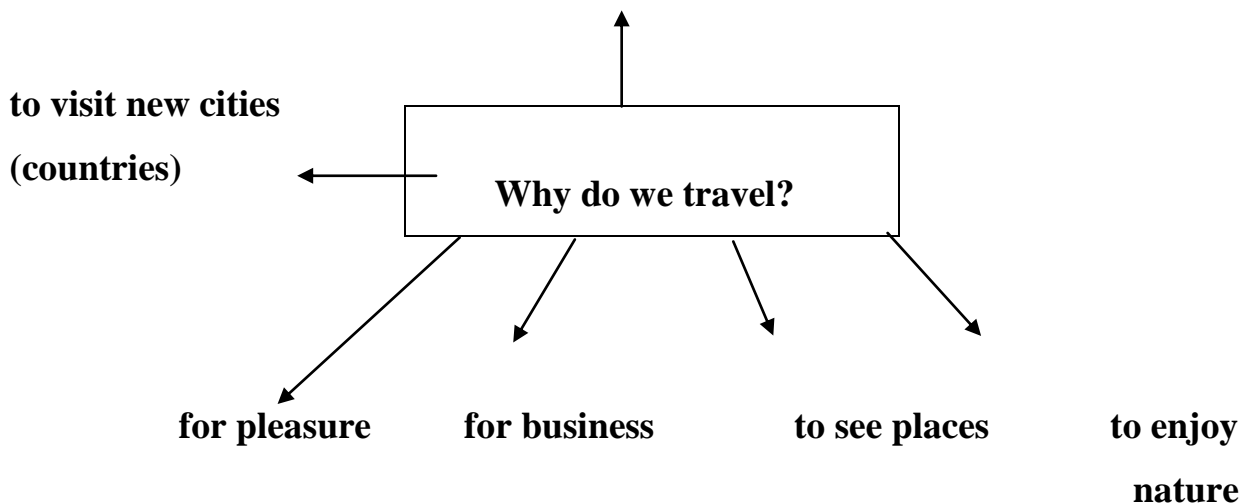 to visit new cities
(countries)
Why do we travel?
for pleasure for business to see places to enjoy
nature